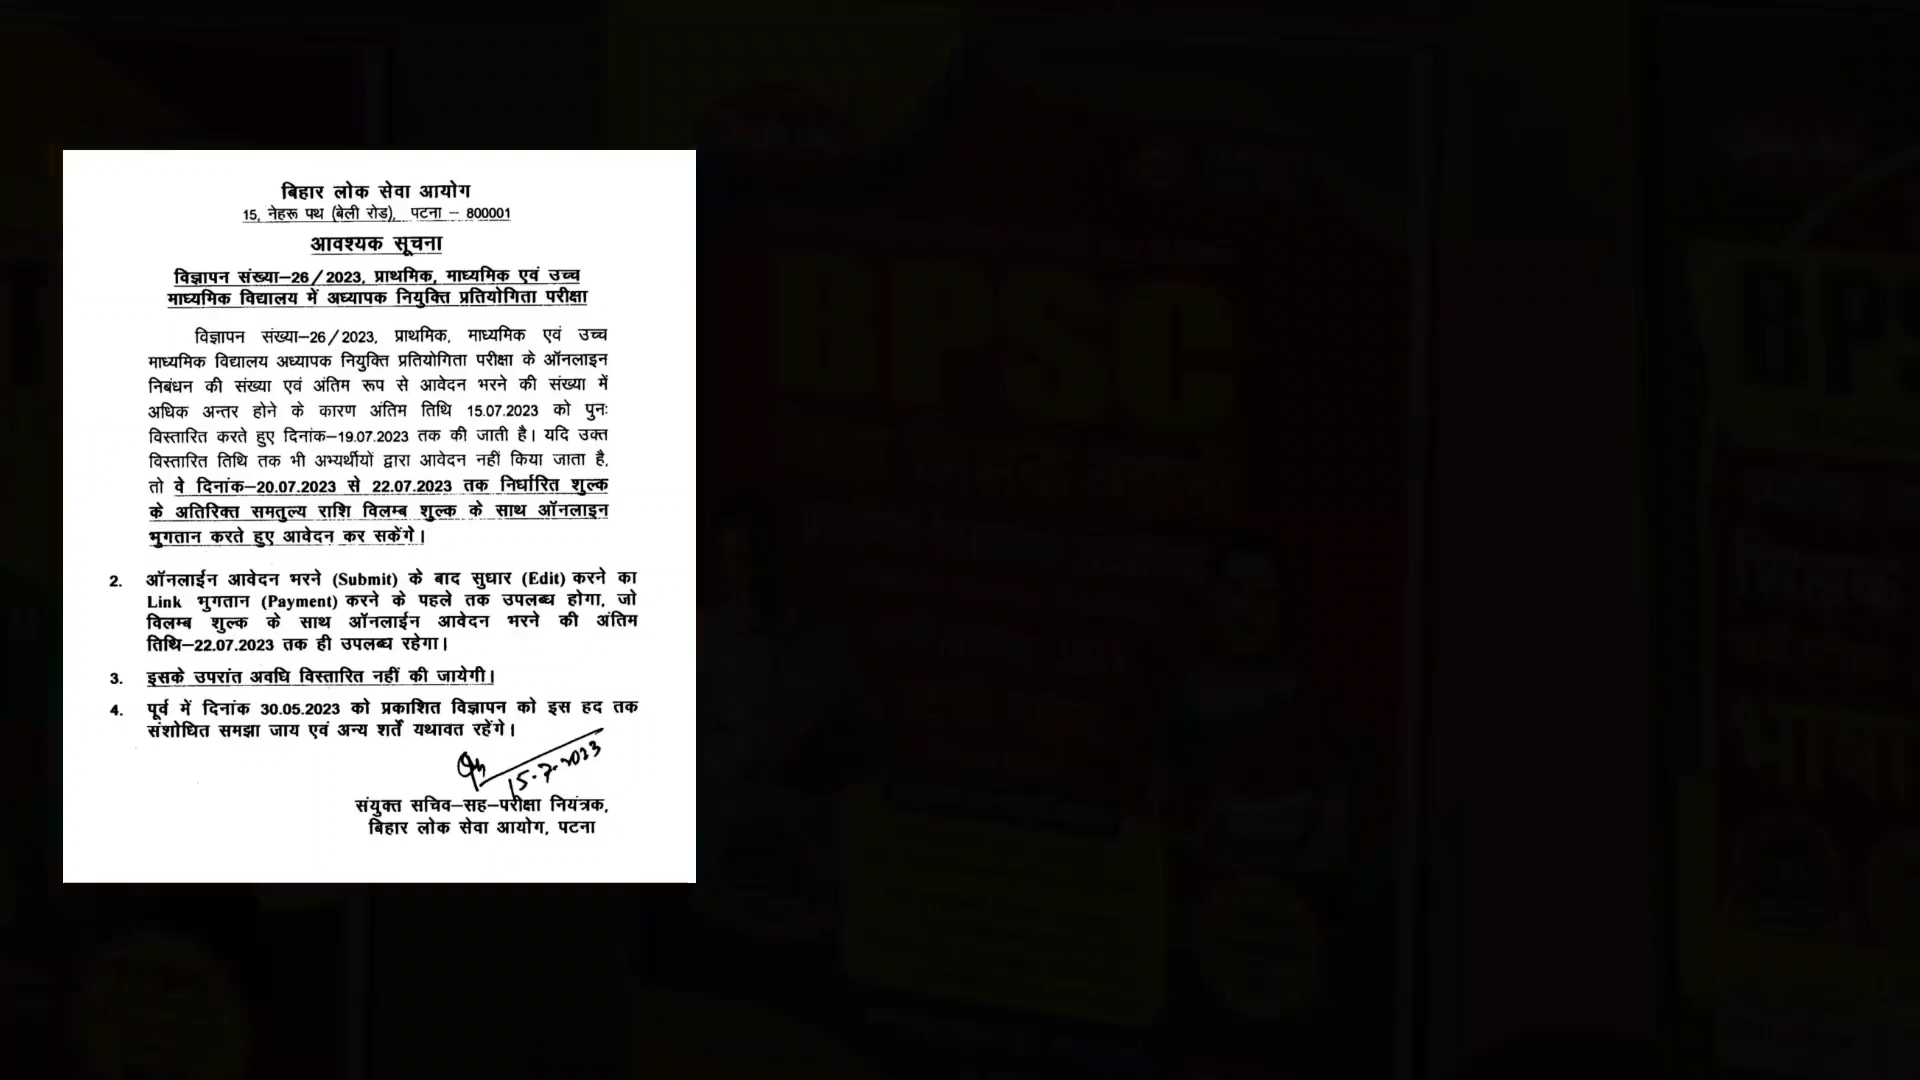 बिहार लोक सेवा आयोग
15, नेहरू पथ (बेली रोड), पटना – 800001
आवश्यक सूचना
विज्ञापन संख्या–26/2023, प्राथमिक, माध्यमिक एवं उच्च
माध्यमिक विद्यालय में अध्यापक नियुक्ति प्रतियोगिता परीक्षा
विज्ञापन संख्या–26/2023, प्राथमिक, माध्यमिक एवं उच्च
माध्यमिक विद्यालय अध्यापक नियुक्ति प्रतियोगिता परीक्षा के ऑनलाइन
निबंधन की संख्या एवं अंतिम रूप से आवेदन भरने की संख्या में
अधिक अन्तर होने के कारण अंतिम तिथि 15.07.2023 को पुनः
विस्तारित करते हुए दिनांक–19.07.2023 तक की जाती है। यदि उक्त
विस्तारित तिथि तक भी अभ्यर्थीयों द्वारा आवेदन नहीं किया जाता है,
तो वे दिनांक–20.07.2023 से 22.07.2023 तक निर्धारित शुल्क
के अतिरिक्त समतुल्य राशि विलम्ब शुल्क के साथ ऑनलाइन
भुगतान करते हुए आवेदन कर सकेंगे।
2. ऑनलाईन आवेदन भरने (Submit) के बाद सुधार (Edit) करने का
Link भुगतान (Payment) करने के पहले तक उपलब्ध होगा, जो
विलम्ब शुल्क के साथ ऑनलाईन आवेदन भरने की अंतिम
तिथि–22.07.2023 तक ही उपलब्ध रहेगा।
3. इसके उपरांत अवधि विस्तारित नहीं की जायेगी।
4. पूर्व में दिनांक 30.05.2023 को प्रकाशित विज्ञापन को इस हद तक
संशोधित समझा जाय एवं अन्य शर्तें यथावत रहेंगे।
15.7.2023
संयुक्त सचिव–सह–परीक्षा नियंत्रक,
बिहार लोक सेवा आयोग, पटना
BPSC